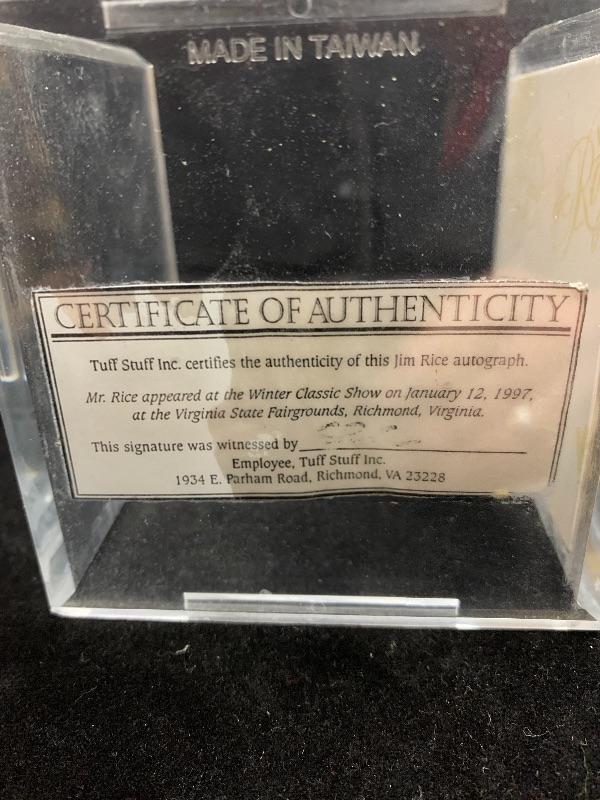 MADE IN TAIWAN
CERTIFICATE OF AUTHENTICITY
Tuff Stuff Inc. certifies the authenticity of this Jim Rice autograph.
Mr. Rice appeared at the Winter Classic Show on January 12, 1997,
at the Virginia State Fairgrounds, Richmond, Virginia.
This signature was witnessed by
Employee, Tuff Stuff Inc.
1934 E. Parham Road, Richmond, VA 23228